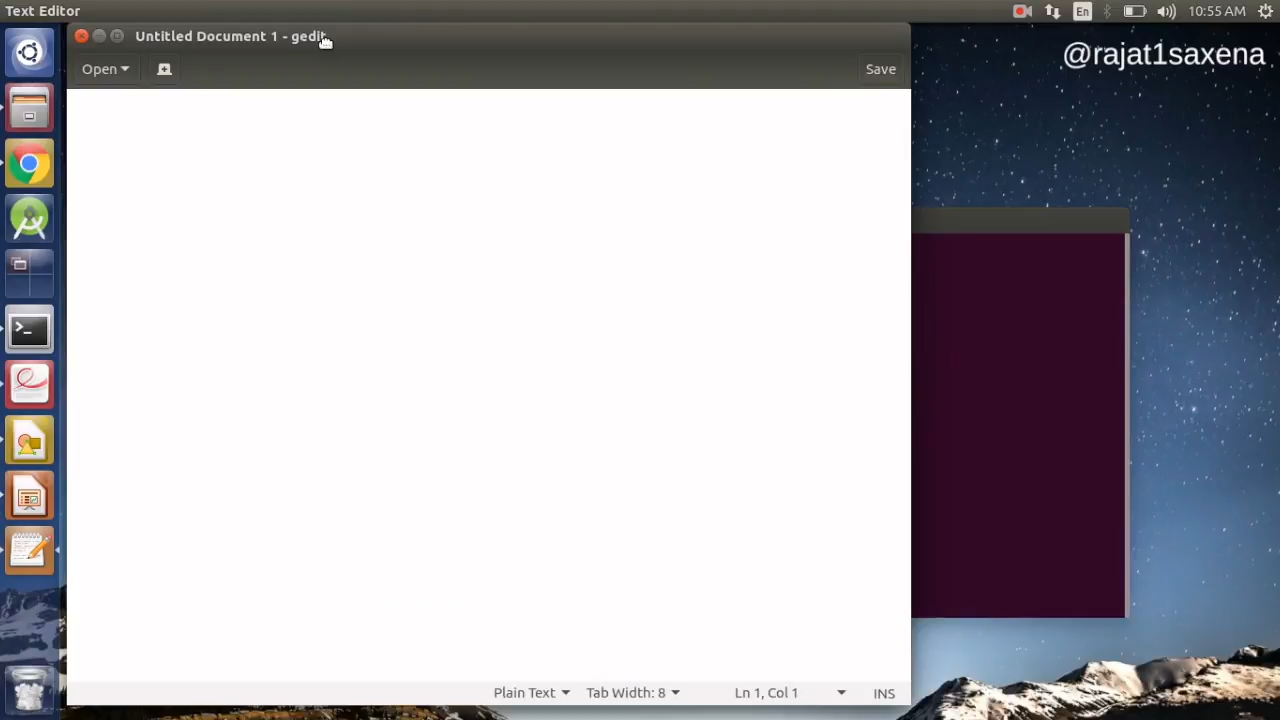 Text Editor
En
10:55 AM
Untitled Document 1 - gedit
@rajat1saxena
Open
Save
Plain Text
Tab Width: 8
Ln 1, Col 1
INS